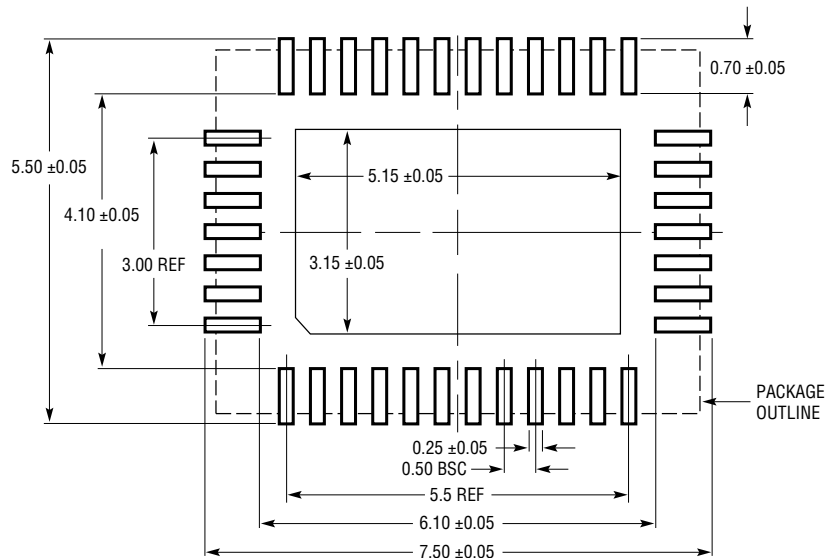 0.70 ±0.05
5.50 ±0.05
5.15 ±0.05
4.10 ±0.05
3.00 REF
3.15 ±0.05
PACKAGE
OUTLINE
0.25 ±0.05
0.50 BSC
5.5 REF
6.10 ±0.05
7.50 ±0.05